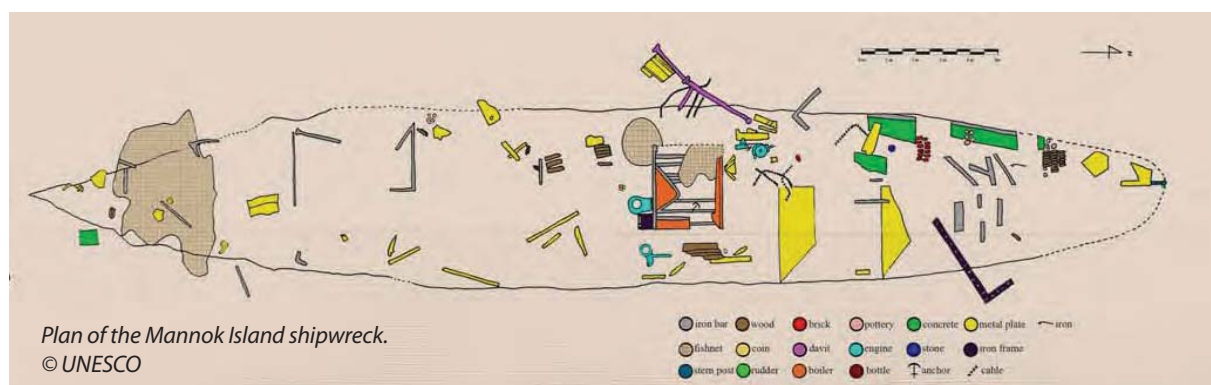 N
Plan of the Mannok Island shipwreck.
© UNESCO
iron bar wood brick pottery concrete metal plate iron
fishnet coin davit engine stone iron frame
stem post rudder boiler bottle anchor cable